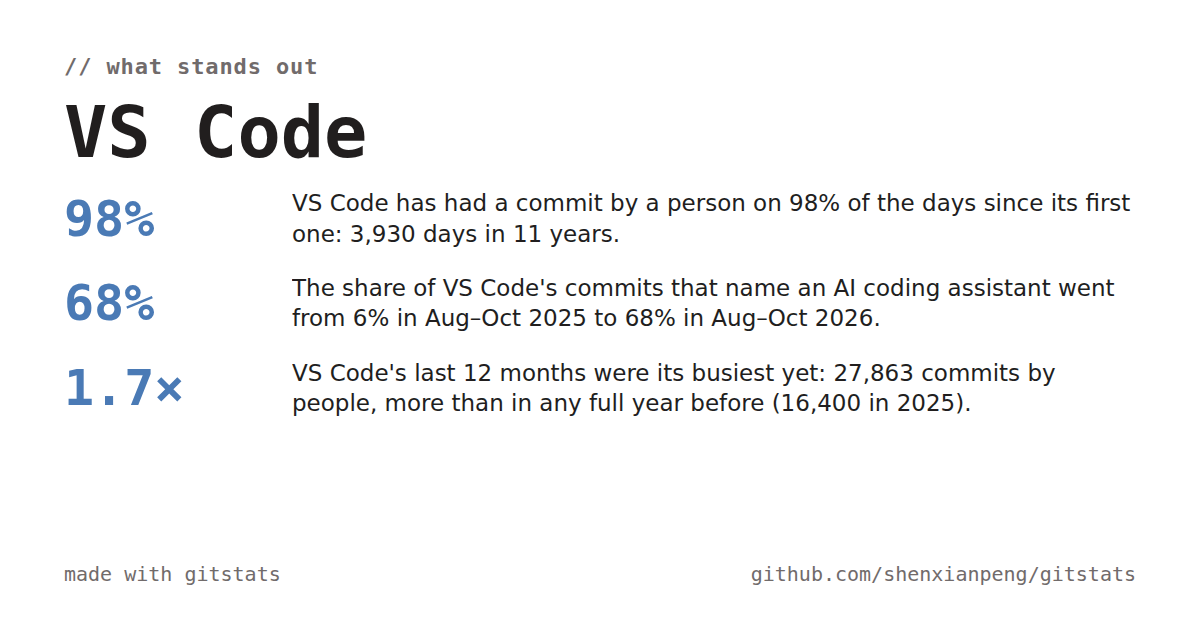 // what stands out
VS Code
98%
VS Code has had a commit by a person on 98% of the days since its first
one: 3,930 days in 11 years.
68%
The share of VS Code's commits that name an AI coding assistant went
from 6% in Aug–Oct 2025 to 68% in Aug–Oct 2026.
1.7×
VS Code's last 12 months were its busiest yet: 27,863 commits by
people, more than in any full year before (16,400 in 2025).
made with gitstats
github.com/shenxianpeng/gitstats